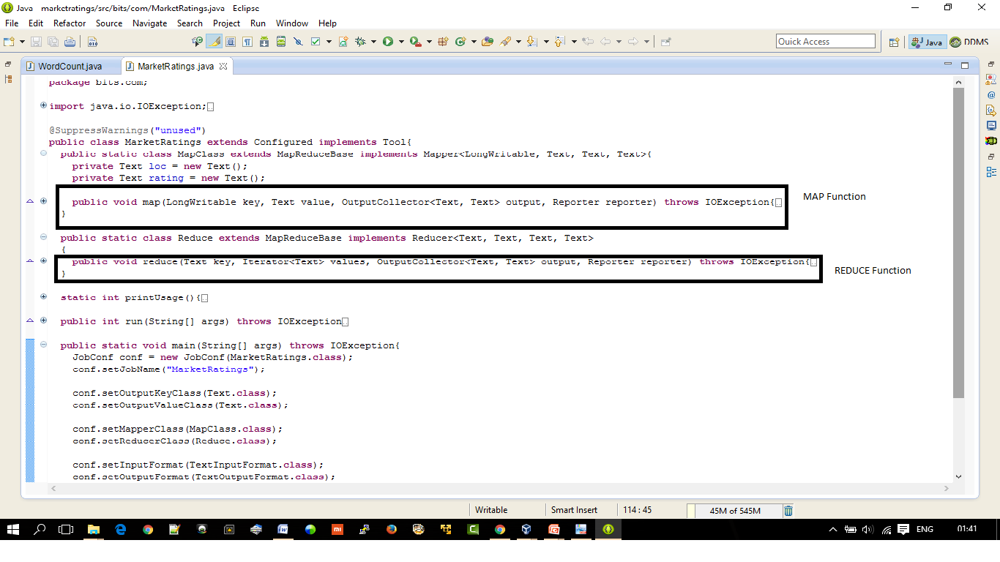 Java marketratings/src/bits/com/MarketRatings.java Eclipse
File Edit Refactor Source Navigate Search Project Run Window Help
Quick Access
Java
DDMS
WordCount.java
MarketRatings.java
package bits.com;
import java.io.IOException;
@SuppressWarnings("unused")
public class MarketRatings extends Configured implements Tool{
public static class MapClass extends MapReduceBase implements Mapper<LongWritable, Text, Text, Text>{
private Text loc = new Text();
private Text rating = new Text();
public void map(LongWritable key, Text value, OutputCollector<Text, Text> output, Reporter reporter) throws IOException{
MAP Function
}
public static class Reduce extends MapReduceBase implements Reducer<Text, Text, Text, Text>
{
public void reduce(Text key, Iterator<Text> values, OutputCollector<Text, Text> output, Reporter reporter) throws IOException{
REDUCE Function
}
static int printUsage(){
public int run(String[] args) throws IOException
public static void main(String[] args) throws IOException{
JobConf conf = new JobConf(MarketRatings.class);
conf.setJobName("MarketRatings");
conf.setOutputKeyClass(Text.class);
conf.setOutputValueClass(Text.class);
conf.setMapperClass(MapClass.class);
conf.setReducerClass(Reduce.class);
conf.setInputFormat(TextInputFormat.class);
conf.setOutputFormat(TextOutputFormat.class);
Writable
Smart Insert
114 : 45
45M of 545M
ENG
01:41